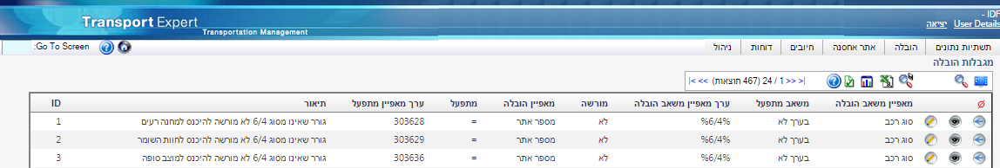 IDF -
Transport Expert
User Details יציאה
Transportation Management
תשתיות נתונים הובלה אתר אחסנה חיובים דוחות ניהול Go To Screen:
מגבלות הובלה
|< << 1 / 24 (467 תוצאות) >> >|
מאפיין משאב הובלה משאב מתפעל ערך מאפיין משאב הובלה מורשה מאפיין הובלה מתפעל ערך מאפיין מתפעל תיאור ID
סוג רכב בערך לא %6/4% לא מספר אתר = 303628 גורר שאינו מסוג 6/4 לא מורשה להיכנס למחנה רעים 1
סוג רכב בערך לא %6/4% לא מספר אתר = 303629 גורר שאינו מסוג 6/4 לא מורשה להיכנס לחוות השומר 2
סוג רכב בערך לא %6/4% לא מספר אתר = 303636 גורר שאינו מסוג 6/4 לא מורשה להיכנס למוצב סופה 3